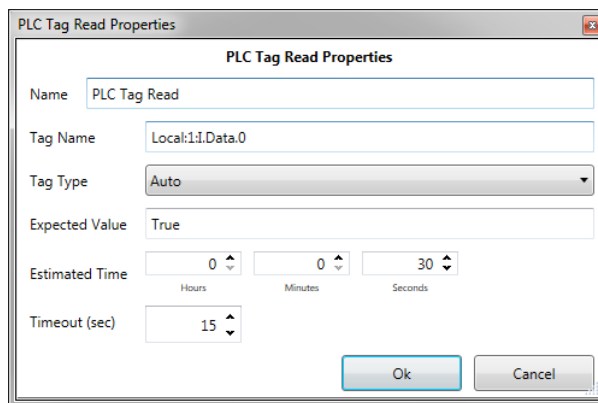 PLC Tag Read Properties
x
PLC Tag Read Properties
Name PLC Tag Read
Tag Name Local:1:I.Data.0
Tag Type Auto
Expected Value True
Estimated Time 0 0 30
Hours Minutes Seconds
Timeout (sec) 15
Ok Cancel